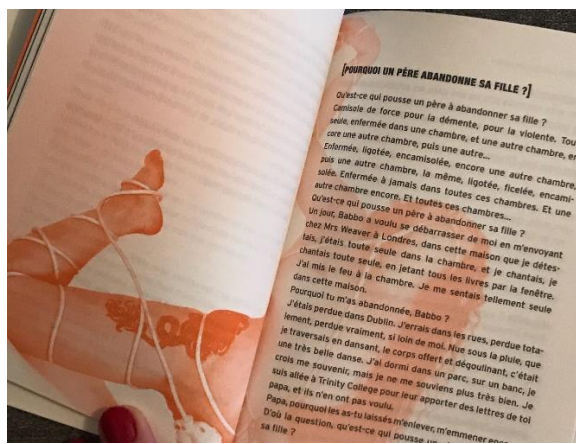 [POURQUOI UN PÈRE ABANDONNE SA FILLE ?]
Qu'est-ce qui pousse un père à abandonner sa fille ?
Camisole de force pour la démente, pour la violente. Tou
seule, enfermée dans une chambre, et une autre chambre, en
core une autre chambre, puis une autre...
Enfermée, ligotée, encamisolée, encore une autre chambre,
puis une autre chambre, la même, ligotée, ficelée, encami-
solée. Enfermée à jamais dans toutes ces chambres. Et une
autre chambre encore. Et toutes ces chambres...
Qu'est-ce qui pousse un père à abandonner sa fille ?
Un jour, Babbo a voulu se débarrasser de moi en m'envoyant
chez Mrs Weaver à Londres, dans cette maison que je détes-
tais, j'étais toute seule dans la chambre, et je chantais, je
chantais toute seule, en jetant tous les livres par la fenêtre.
J'ai mis le feu à la chambre. Je me sentais tellement seule
dans cette maison.
Pourquoi tu m'as abandonnée, Babbo ?
J'étais perdue dans Dublin. J'errais dans les rues, perdue tota-
lement, perdue vraiment, si loin de moi. Nue sous la pluie, que
je traversais en dansant, le corps offert et dégoulinant, c'était
une très belle danse. J'ai dormi dans un parc, sur un banc, je
crois me souvenir, mais je ne me souviens plus très bien. Je
suis allée à Trinity College pour leur apporter des lettres de toi
papa, et ils n'en ont pas voulu.
Papa, pourquoi les as-tu laissés m'enlever, m'emmener
D'où la question, qu'est-ce qui pousse un
sa fille ?